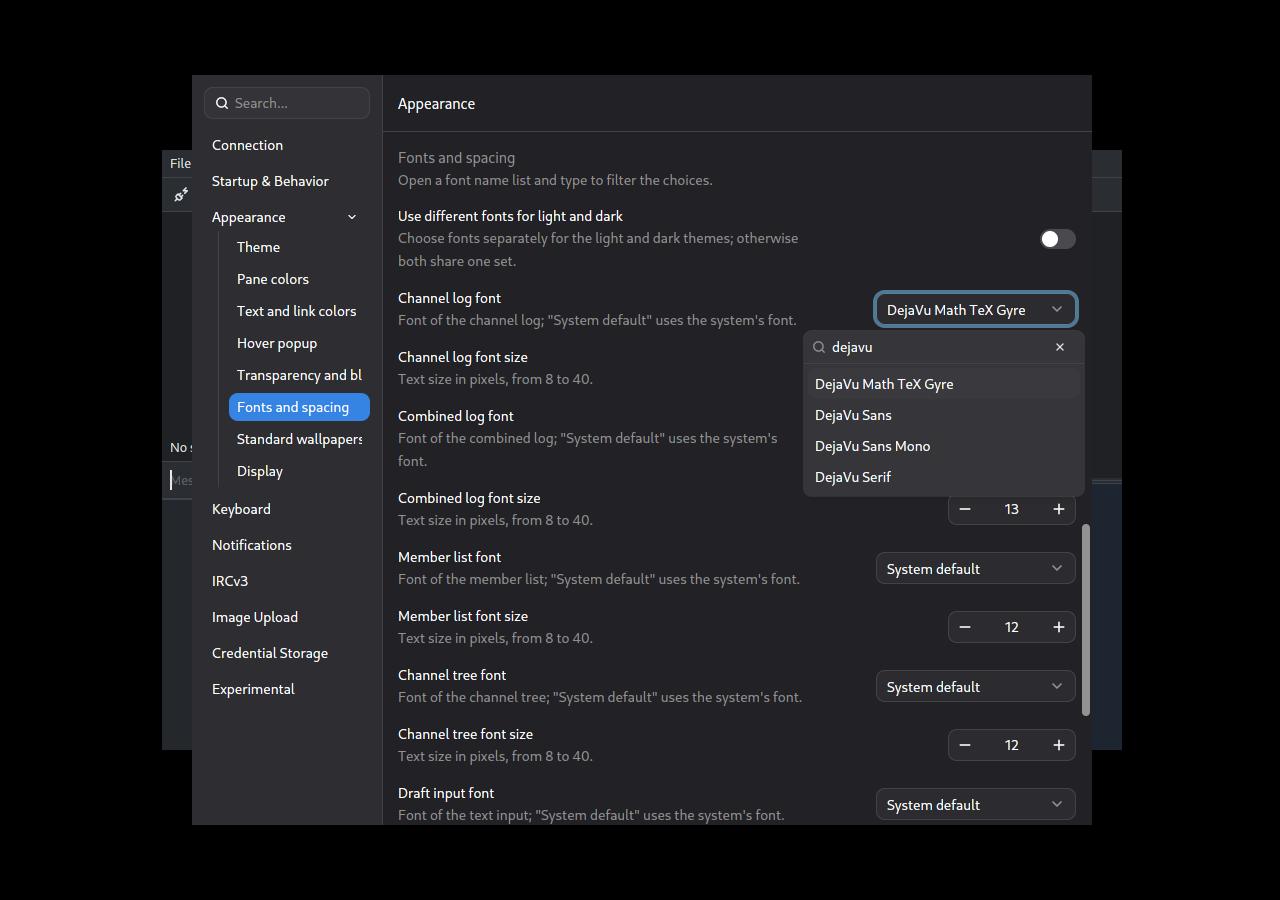 File
No s
Mes
Search...
Connection
Startup & Behavior
Appearance
Theme
Pane colors
Text and link colors
Hover popup
Transparency and bl
Fonts and spacing
Standard wallpapers
Display
Keyboard
Notifications
IRCv3
Image Upload
Credential Storage
Experimental
Appearance
Fonts and spacing
Open a font name list and type to filter the choices.
Use different fonts for light and dark
Choose fonts separately for the light and dark themes; otherwise
both share one set.
Channel log font
Font of the channel log; "System default" uses the system's font.
DejaVu Math TeX Gyre
dejavu
DejaVu Math TeX Gyre
DejaVu Sans
DejaVu Sans Mono
DejaVu Serif
Channel log font size
Text size in pixels, from 8 to 40.
Combined log font
Font of the combined log; "System default" uses the system's
font.
Combined log font size
Text size in pixels, from 8 to 40.
13
Member list font
Font of the member list; "System default" uses the system's font.
System default
Member list font size
Text size in pixels, from 8 to 40.
12
Channel tree font
Font of the channel tree; "System default" uses the system's font.
System default
Channel tree font size
Text size in pixels, from 8 to 40.
12
Draft input font
Font of the text input; "System default" uses the system's font.
System default